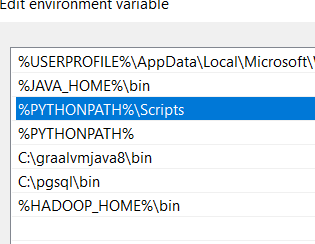 Edit environment variable
%USERPROFILE%\AppData\Local\Microsoft\
%JAVA_HOME%\bin
%PYTHONPATH%\Scripts
%PYTHONPATH%
C:\graalvmjava8\bin
C:\pgsql\bin
%HADOOP_HOME%\bin